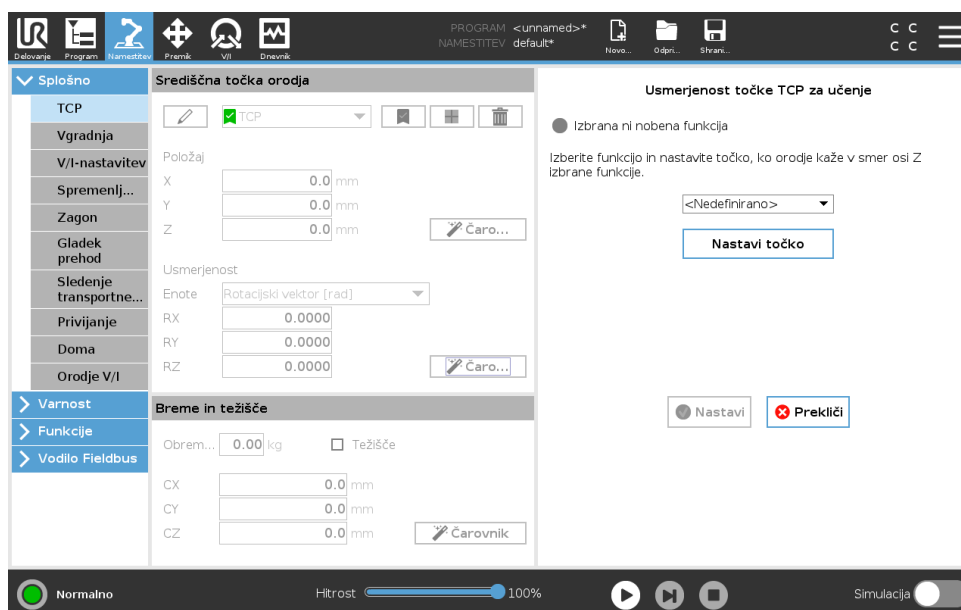 PROGRAM <unnamed>*
NAMESTITEV default*
Delovanje Program Namestitev Premik V/I Dnevnik Novo... Odpri... Shrani...
C C
C C
Splošno
TCP
Vgradnja
V/I-nastavitev
Spremenlj...
Zagon
Gladek
prehod
Sledenje
transportne...
Privijanje
Doma
Orodje V/I
Varnost
Funkcije
Vodilo Fieldbus
Središčna točka orodja
TCP
Položaj
X 0.0 mm
Y 0.0 mm
Z 0.0 mm Čaro...
Usmerjenost
Enote Rotacijski vektor [rad]
RX 0.0000
RY 0.0000
RZ 0.0000 Čaro...
Breme in težišče
Obrem... 0.00 kg Težišče
CX 0.0 mm
CY 0.0 mm
CZ 0.0 mm Čarovnik
Usmerjenost točke TCP za učenje
Izbrana ni nobena funkcija
Izberite funkcijo in nastavite točko, ko orodje kaže v smer osi Z
izbrane funkcije.
<Nedefinirano>
Nastavi točko
Nastavi Prekliči
Normalno Hitrost 100% Simulacija